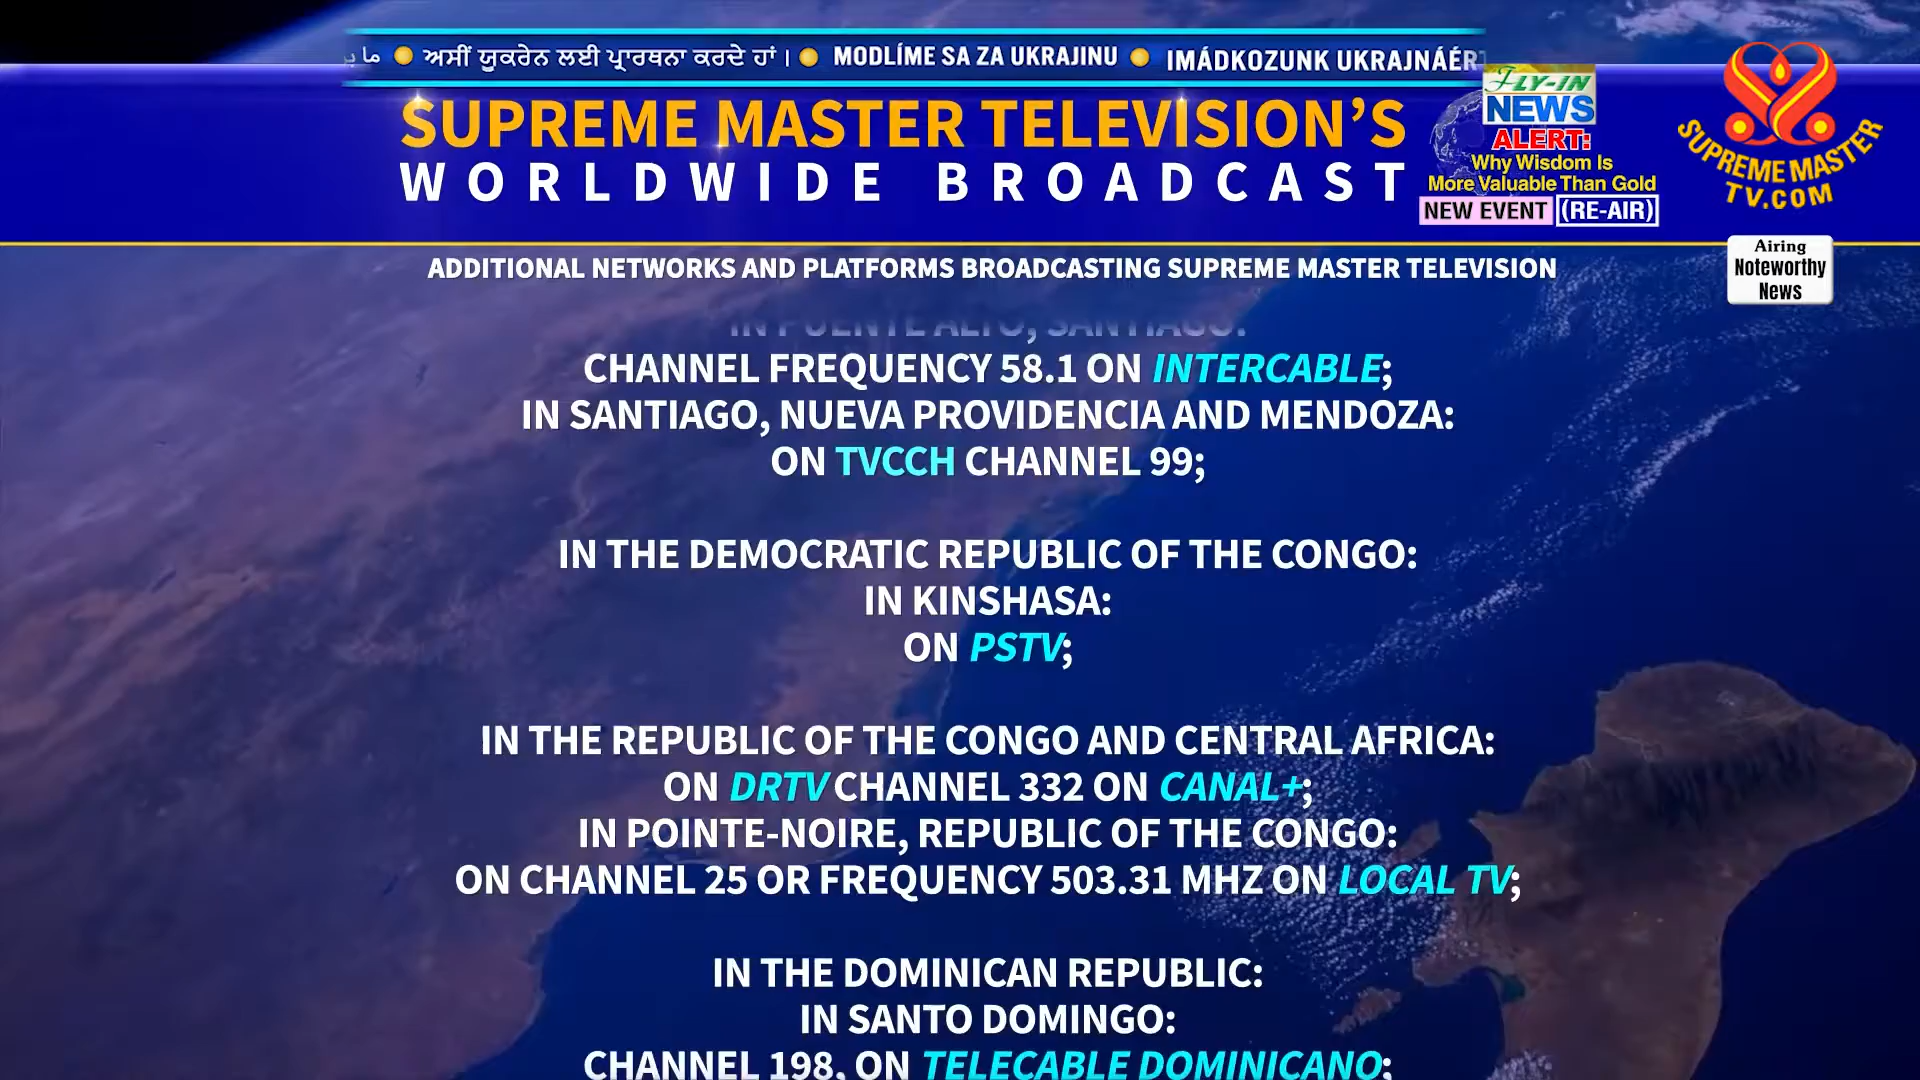 ਅਸੀਂ ਯੂਕਰੇਨ ਲਈ ਪ੍ਰਾਰਥਨਾ ਕਰਦੇ ਹਾਂ। MODLÍME SA ZA UKRAJINU IMÁDKOZUNK UKRAJNÁÉR
SUPREME MASTER TELEVISION'S
WORLDWIDE BROADCAST
FLY-IN
NEWS
ALERT:
Why Wisdom Is
More Valuable Than Gold
NEW EVENT (RE-AIR)
SUPREME MASTER
TV.COM
Airing
Noteworthy
News
ADDITIONAL NETWORKS AND PLATFORMS BROADCASTING SUPREME MASTER TELEVISION
IN PUENTE ALTO, SANTIAGO:
CHANNEL FREQUENCY 58.1 ON INTERCABLE;
IN SANTIAGO, NUEVA PROVIDENCIA AND MENDOZA:
ON TVCCH CHANNEL 99;
IN THE DEMOCRATIC REPUBLIC OF THE CONGO:
IN KINSHASA:
ON PSTV;
IN THE REPUBLIC OF THE CONGO AND CENTRAL AFRICA:
ON DRTV CHANNEL 332 ON CANAL+;
IN POINTE-NOIRE, REPUBLIC OF THE CONGO:
ON CHANNEL 25 OR FREQUENCY 503.31 MHZ ON LOCAL TV;
IN THE DOMINICAN REPUBLIC:
IN SANTO DOMINGO:
CHANNEL 198, ON TELECABLE DOMINICANO;